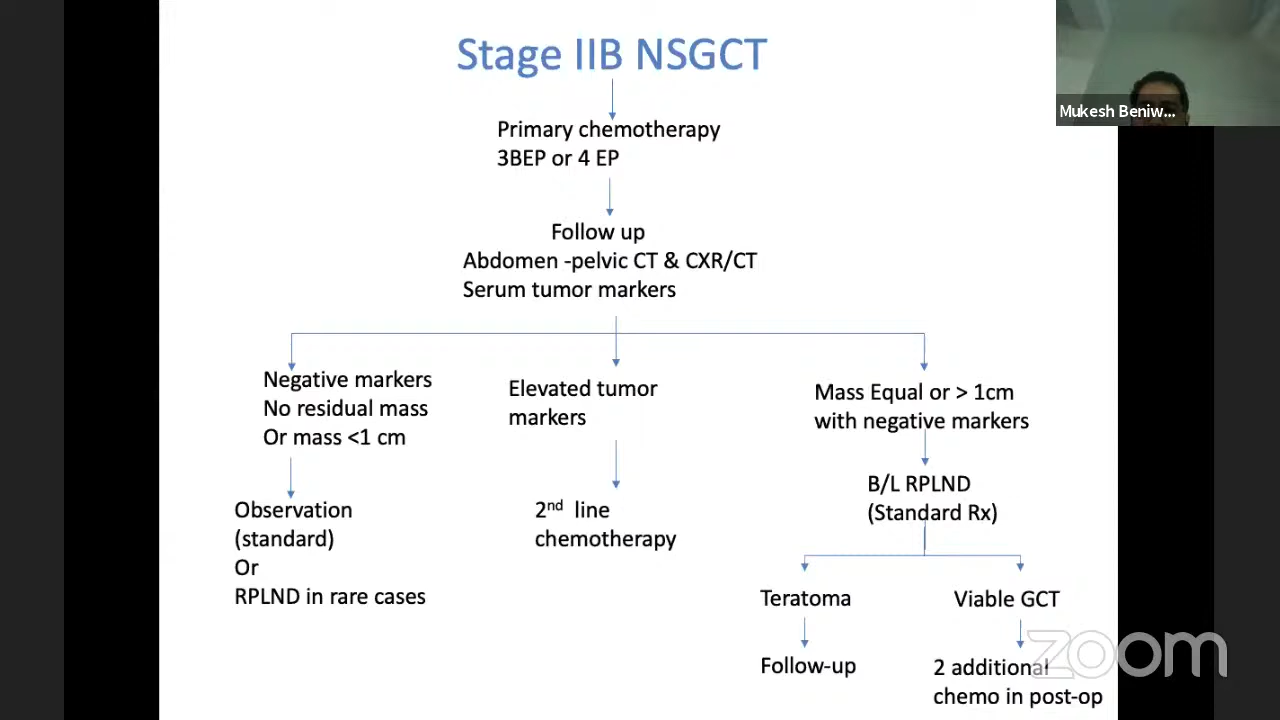 Stage IIB NSGCT
Mukesh Beniw...
Primary chemotherapy
3BEP or 4 EP
Follow up
Abdomen -pelvic CT & CXR/CT
Serum tumor markers
Negative markers
No residual mass
Or mass <1 cm
Elevated tumor
markers
Mass Equal or > 1cm
with negative markers
Observation
(standard)
Or
RPLND in rare cases
2nd line
chemotherapy
B/L RPLND
(Standard Rx)
Teratoma
Viable GCT
Follow-up
2 additional
chemo in post-op
zoom